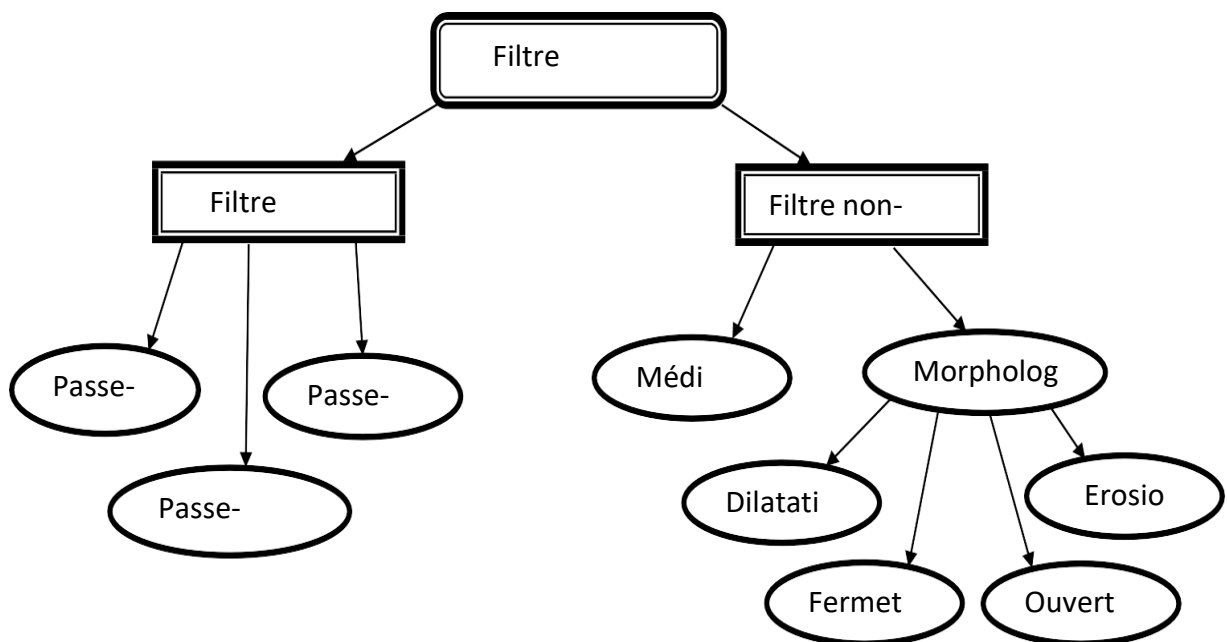 Filtre
Filtre
Filtre non-
Passe-
Passe-
Passe-
Médi
Morpholog
Dilatati
Erosio
Fermet
Ouvert